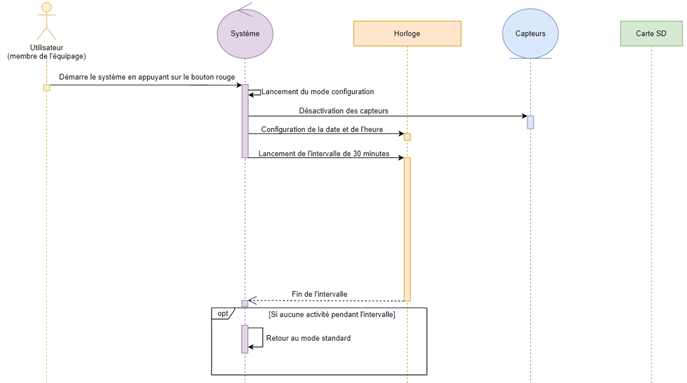 Utilisateur
(membre de l'équipage)
Système
Horloge
Capteurs
Carte SD
Démarre le système en appuyant sur le bouton rouge
Lancement du mode configuration
Désactivation des capteurs
Configuration de la date et de l'heure
Lancement de l'intervalle de 30 minutes
Fin de l'intervalle
opt
[Si aucune activité pendant l'intervalle]
Retour au mode standard